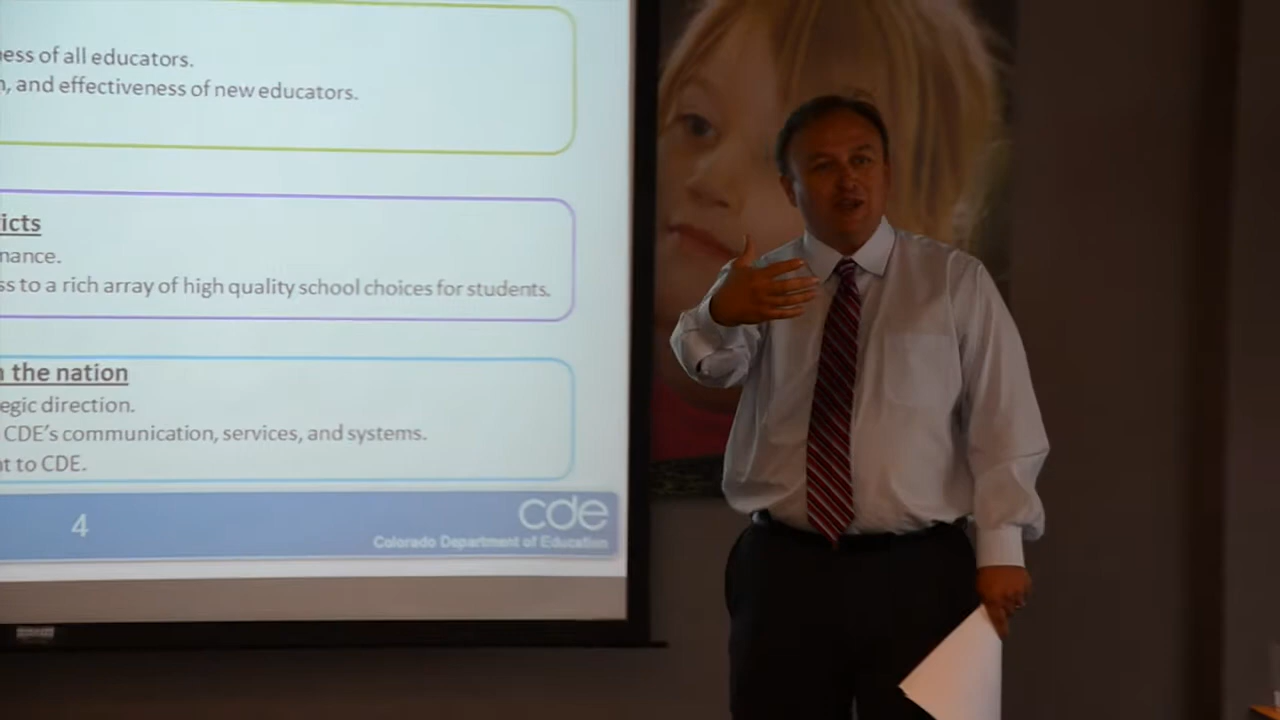 ess of all educators.
n, and effectiveness of new educators.
icts
nance.
ss to a rich array of high quality school choices for students.
n the nation
egic direction.
CDE's communication, services, and systems.
nt to CDE.
4
cde
Colorado Department of Education